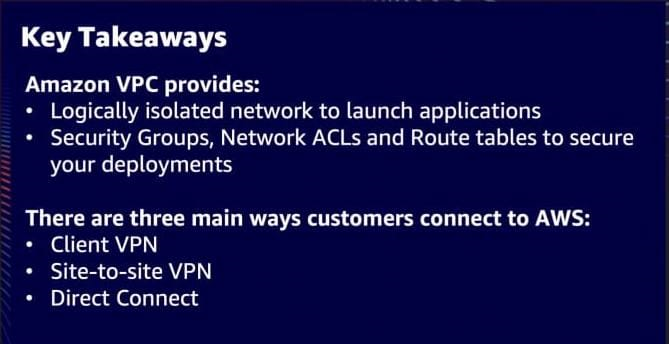 Key Takeaways
Amazon VPC provides:
• Logically isolated network to launch applications
• Security Groups, Network ACLs and Route tables to secure
your deployments
There are three main ways customers connect to AWS:
• Client VPN
• Site-to-site VPN
• Direct Connect